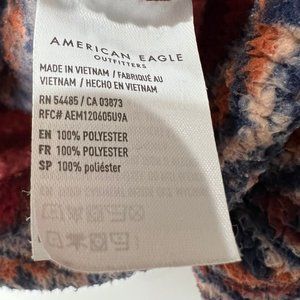 AMERICAN EAGLE
OUTFITTERS
MADE IN VIETNAM / FABRIQUÉ AU
VIETNAM / HECHO EN VIETNAM
RN 54485 / CA 03873
RFC# AEM120605U9A
EN 100% POLYESTER
FR 100% POLYESTER
SP 100% poliéster